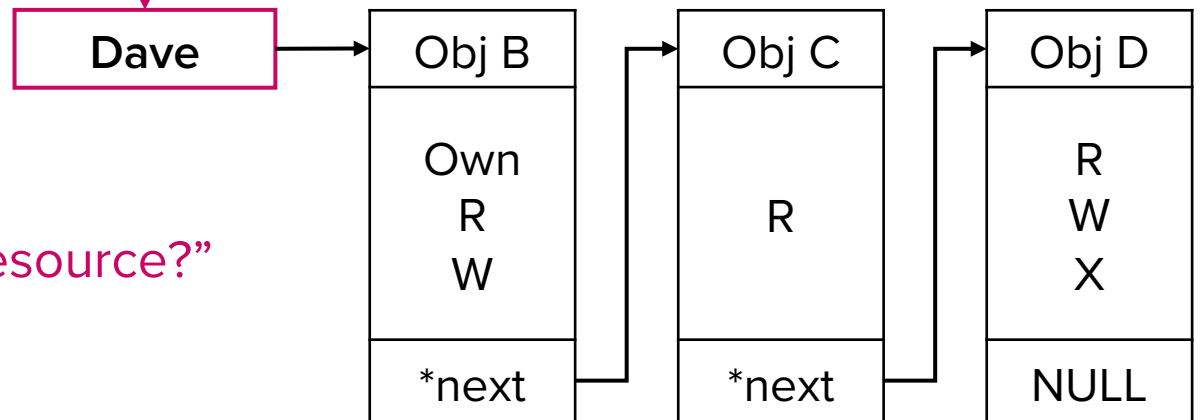 Dave
Obj B
Own
R
W
*next
Obj C
R
*next
Obj D
R
W
X
NULL
esource?”